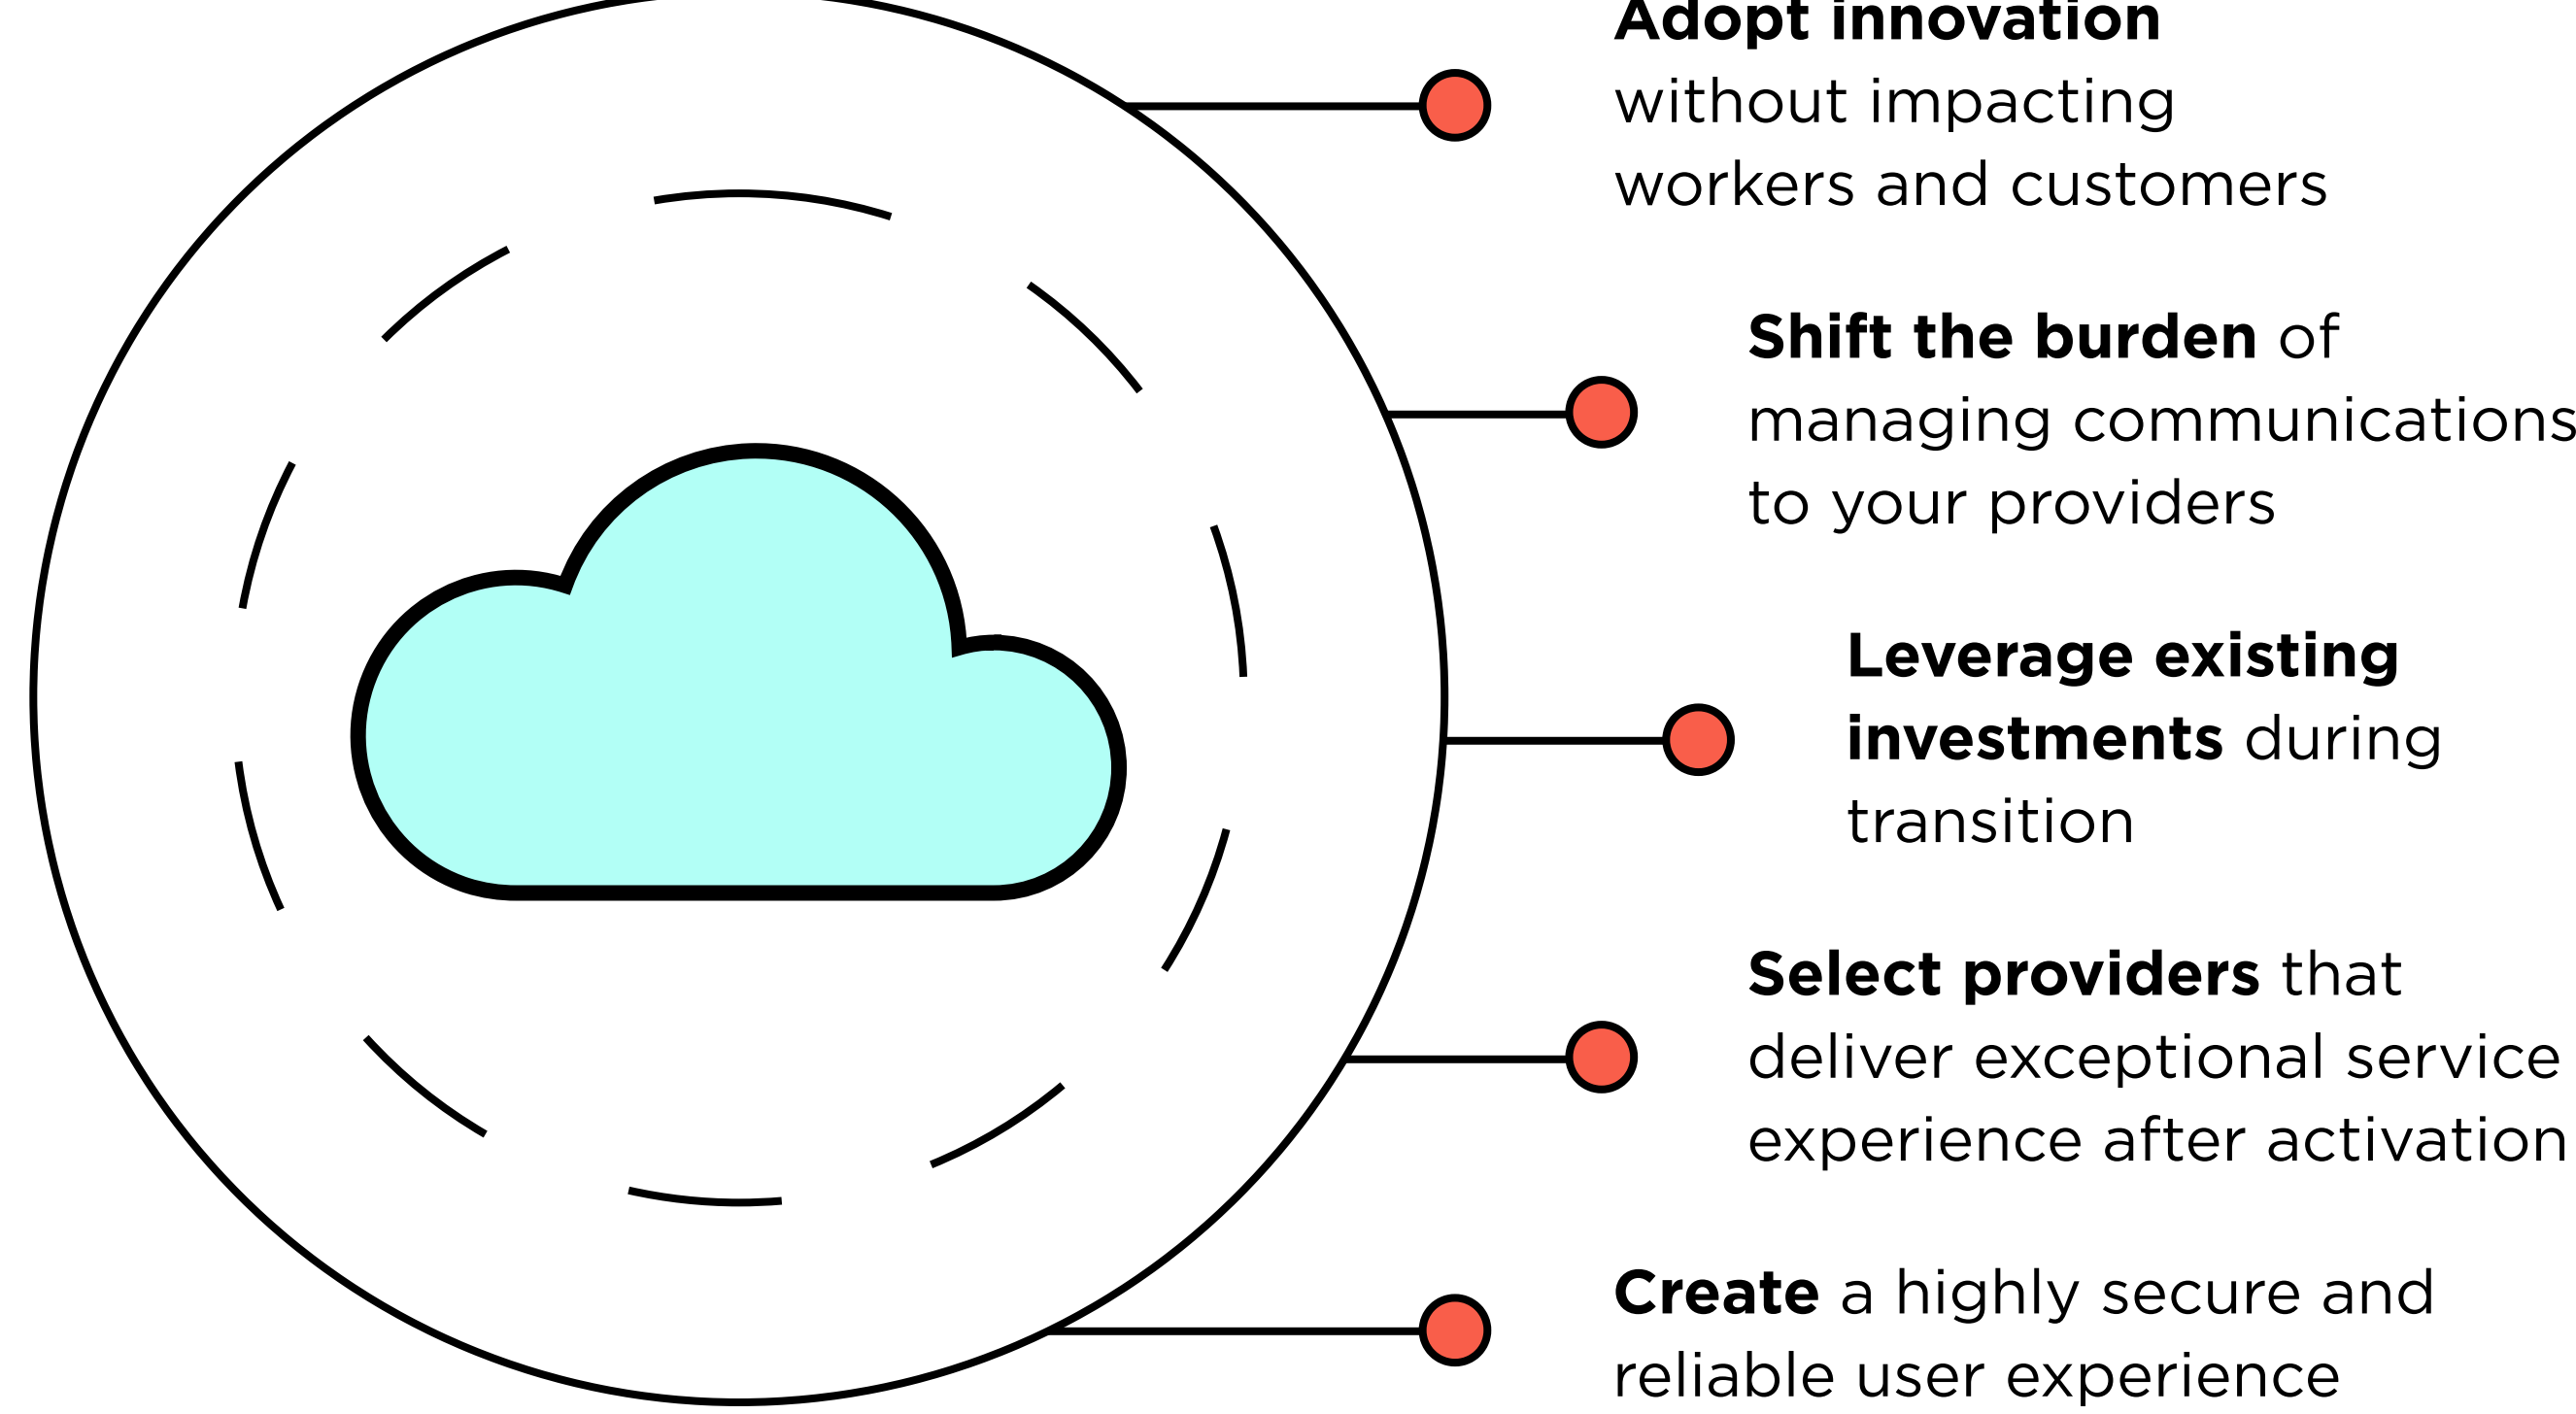 Adopt innovation
without impacting
workers and customers
Shift the burden of
managing communications
to your providers
Leverage existing
investments during
transition
Select providers that
deliver exceptional service
experience after activation
Create a highly secure and
reliable user experience